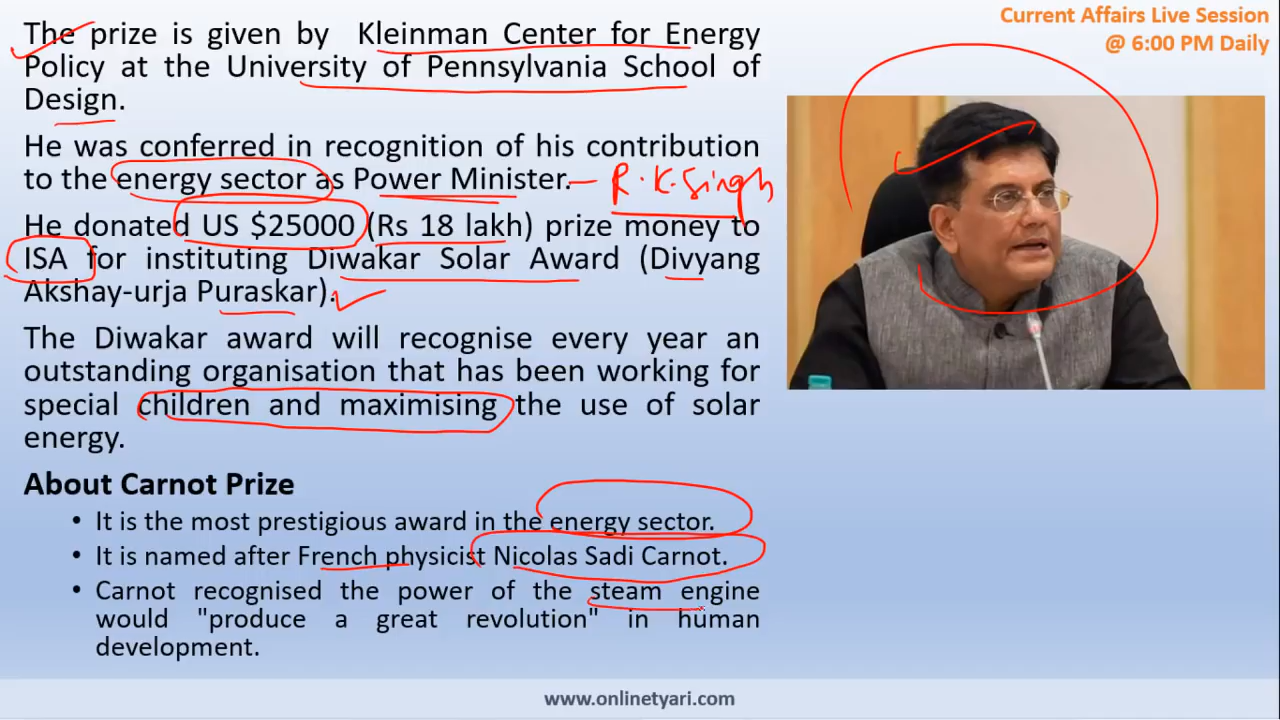 The prize is given by Kleinman Center for Energy
Policy at the University of Pennsylvania School of
Design.
He was conferred in recognition of his contribution
to the energy sector as Power Minister. R.K.Singh
He donated US $25000 (Rs 18 lakh) prize money to
ISA for instituting Diwakar Solar Award (Divyang
Akshay-urja Puraskar).
The Diwakar award will recognise every year an
outstanding organisation that has been working for
special children and maximising the use of solar
energy.
About Carnot Prize
• It is the most prestigious award in the energy sector.
• It is named after French physicist Nicolas Sadi Carnot.
• Carnot recognised the power of the steam engine
would "produce a great revolution" in human
development.
Current Affairs Live Session
@ 6:00 PM Daily
www.onlinetyari.com